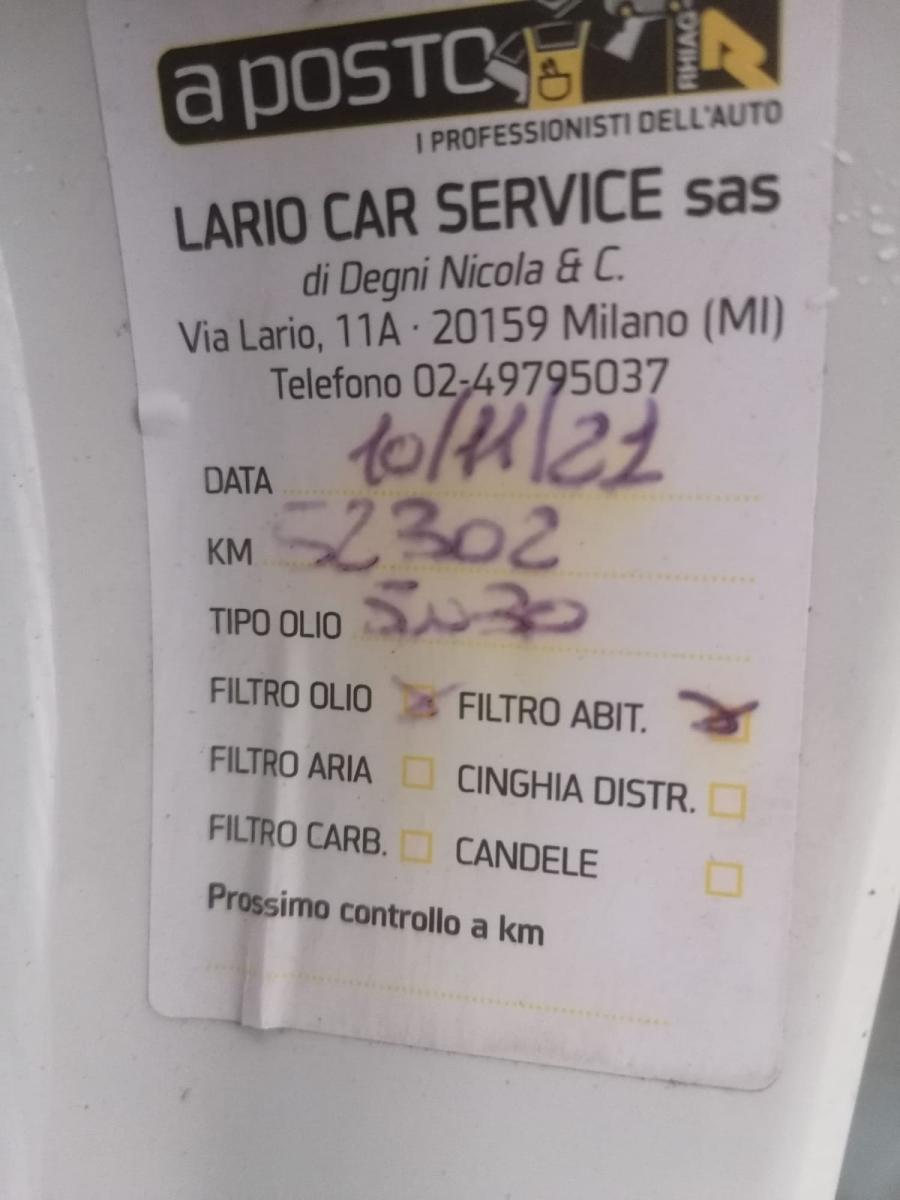 a POSTO
RHIAG
I PROFESSIONISTI DELL'AUTO
LARIO CAR SERVICE sas
di Degni Nicola & C.
Via Lario, 11A · 20159 Milano (MI)
Telefono 02-49795037
DATA 10/11/21
KM 52302
TIPO OLIO 5w30
FILTRO OLIO X FILTRO ABIT. X
FILTRO ARIA CINGHIA DISTR.
FILTRO CARB. CANDELE
Prossimo controllo a km